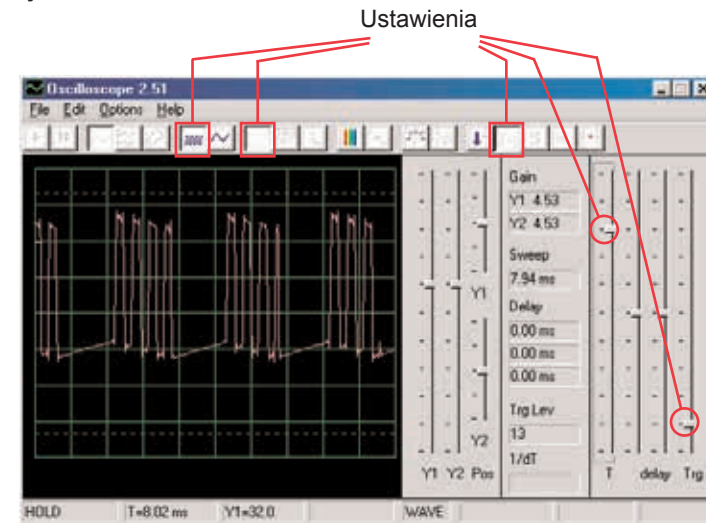 Ustawienia
Oscilloscope 2.51
File Edit Options Help
Gain
Y1 4.53
Y2 4.53
Sweep
7.94 ms
Y1
Delay
0.00 ms
0.00 ms
0.00 ms
Trg Lev
13
Y2
1/dT
Y1 Y2 Pos
T delay Trg
HOLD T=8.02 ms Y1=32.0 WAVE